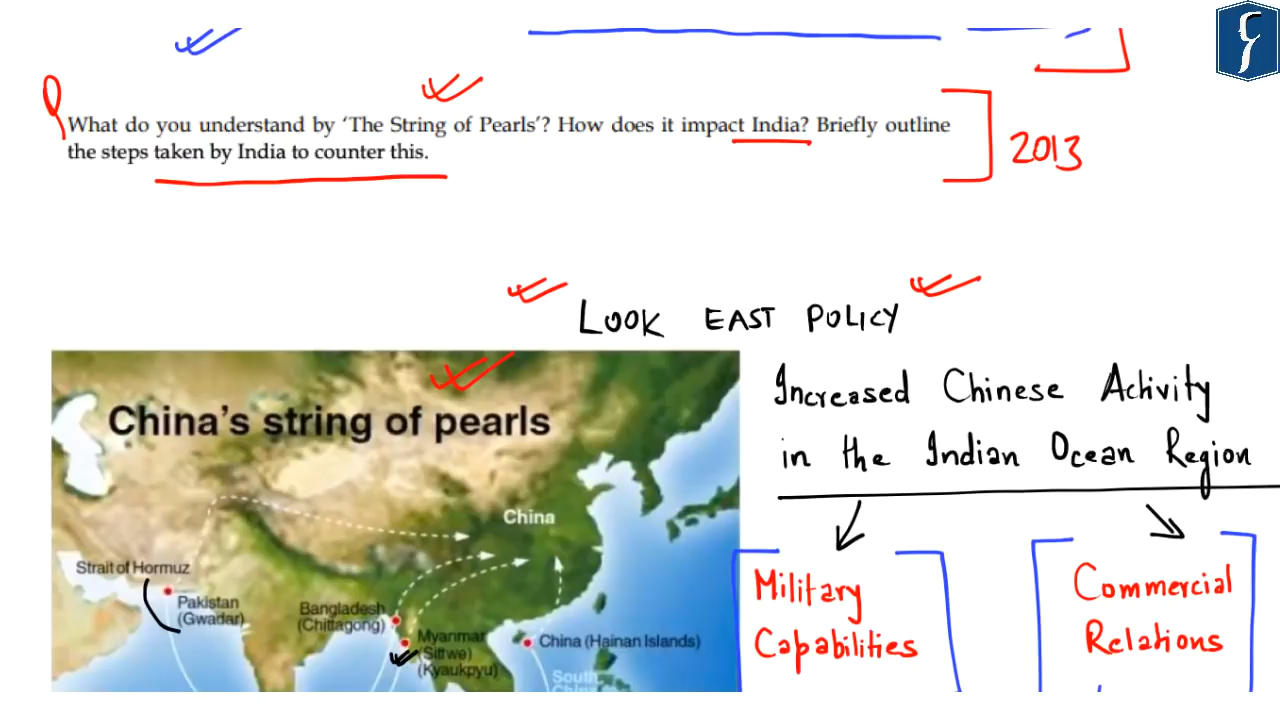 What do you understand by ‘The String of Pearls’? How does it impact India? Briefly outline
the steps taken by India to counter this.
2013
LOOK EAST POLICY
China's string of pearls
Increased Chinese Activity
in the Indian Ocean Region
China
Strait of Hormuz
Pakistan
(Gwadar)
Bangladesh
(Chittagong)
Myanmar
(Sittwe)
(Kyaukpyu)
China (Hainan Islands)
South
China
Military
Capabilities
Commercial
Relations